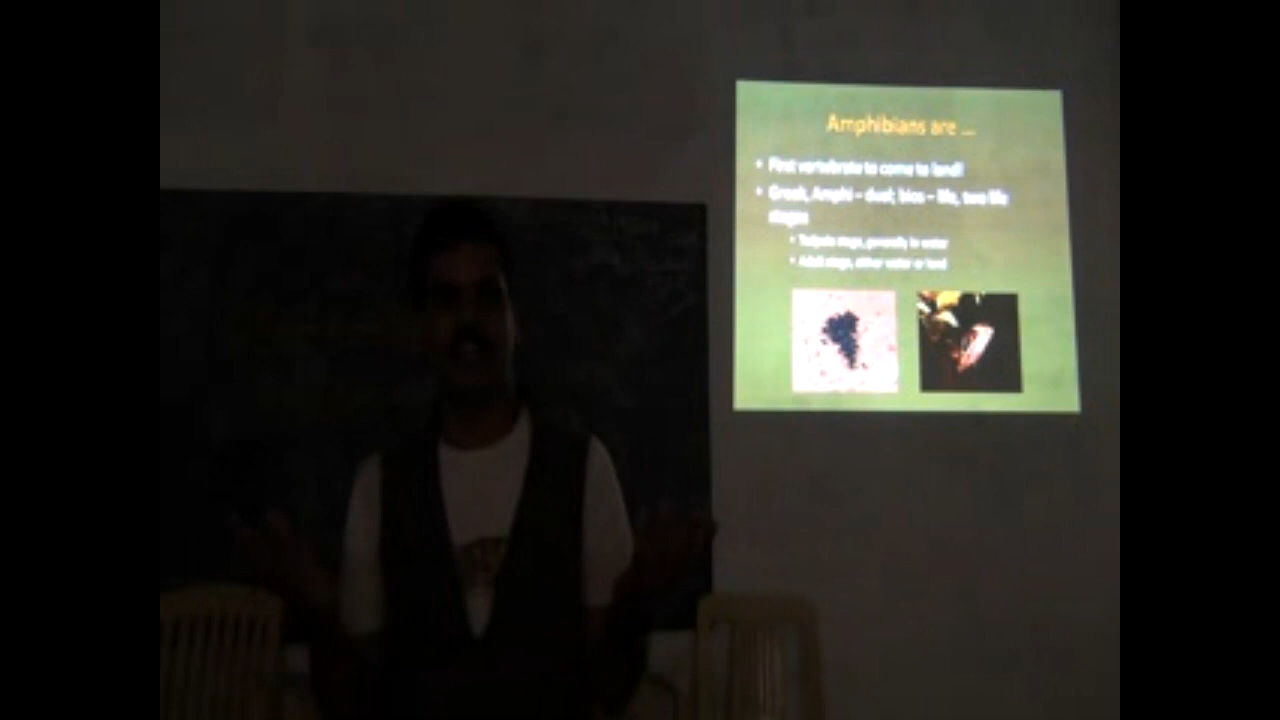 Amphibians are ...
• First vertebrate to come to land!
• Greek, Amphi – dual; bios – life, two life
stages
• Tadpole stage, generally in water
• Adult stage, either water or land